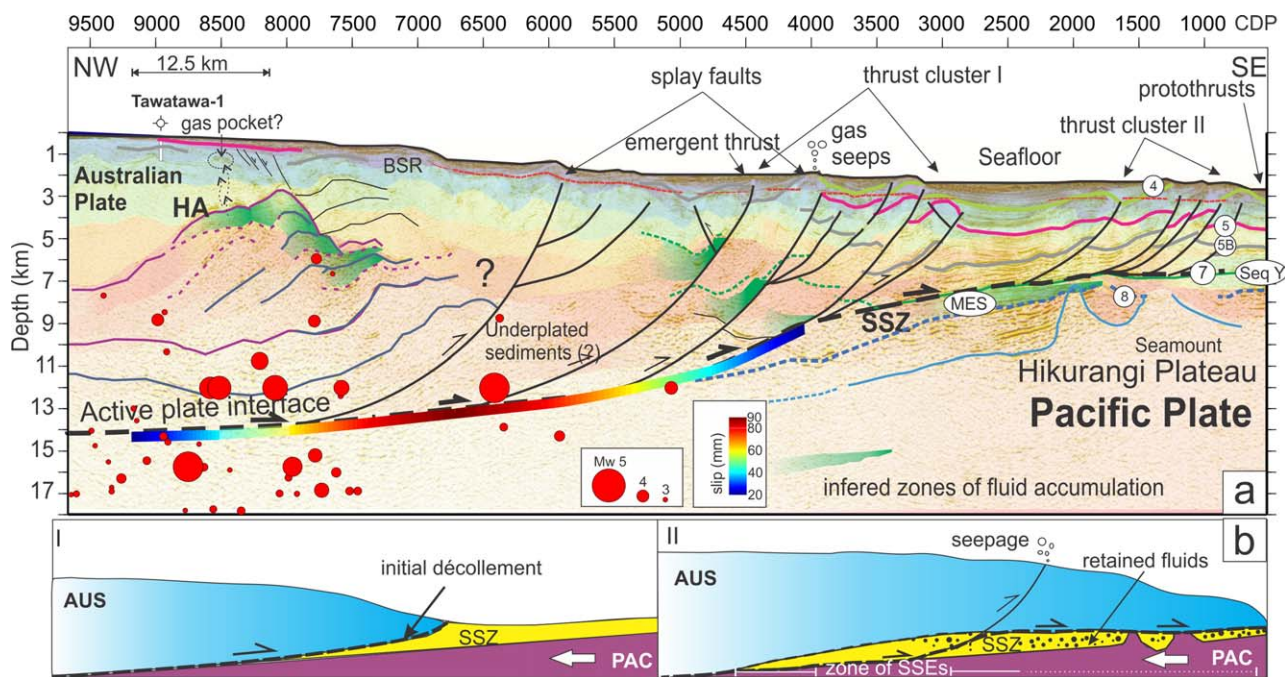 9500 9000 8500 8000 7500 7000 6500 6000 5500 5000 4500 4000 3500 3000 2500 2000 1500 1000 CDP
NW
12.5 km
SE
splay faults
thrust cluster I
protothrusts
Tawatawa-1
gas pocket?
emergent thrust
gas
seeps
thrust cluster II
Seafloor
BSR
Australian
Plate
HA
4
5
5B
7
Seq Y
?
MES
8
SSZ
Underplated
sediments (?)
Seamount
Hikurangi Plateau
Pacific Plate
Active plate interface
Depth (km)
1
3
5
7
9
11
13
15
17
Mw 5
4
3
slip (mm)
90
80
60
40
20
infered zones of fluid accumulation
a
I
initial décollement
AUS
SSZ
PAC
II
b
seepage
retained fluids
AUS
SSZ
PAC
zone of SSEs